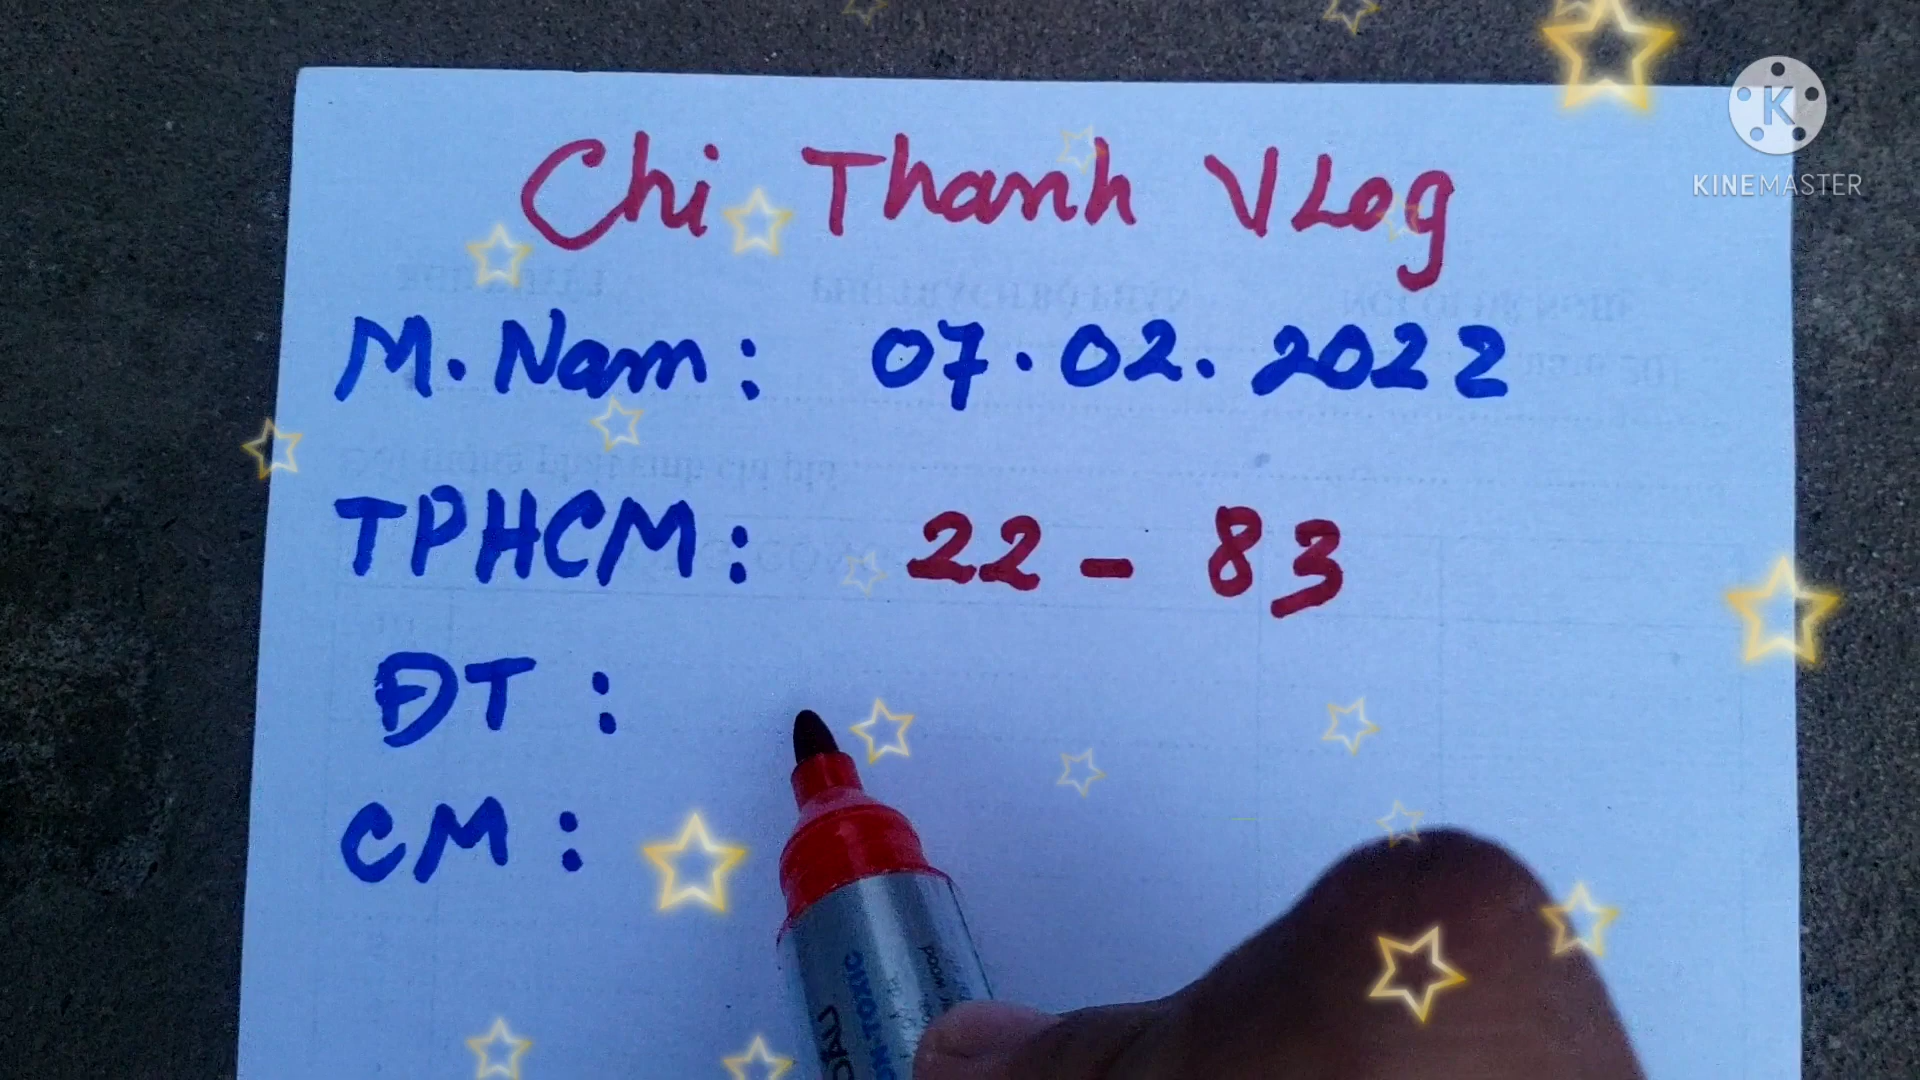 Chi Thanh VLog
KINEMASTER
M. Nam: 07.02.2022
TPHCM: 22 - 83
ĐT :
CM :